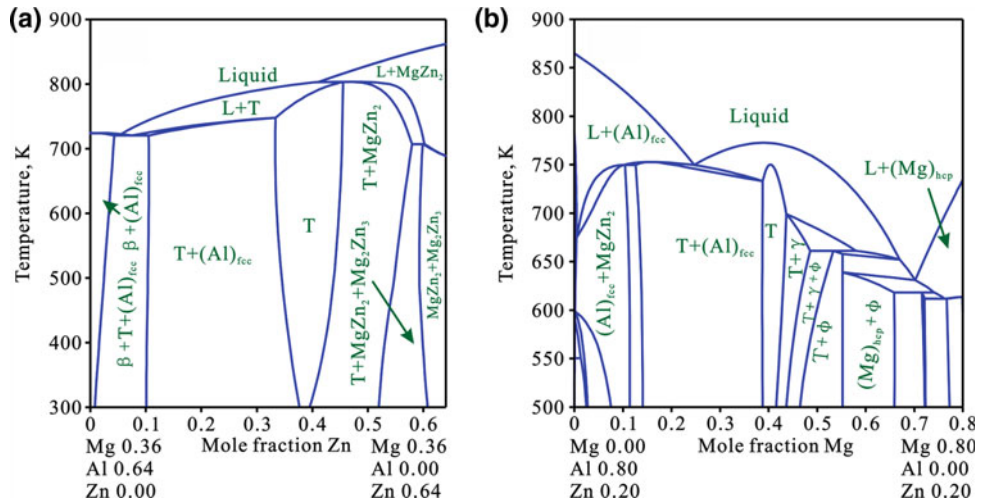 (a)
900
800
700
600
500
400
300
Temperature, K
Liquid
L+MgZn₂
L+T
T+MgZn₂
β+(Al)fcc
β+T+(Al)fcc
T+(Al)fcc
T
T+MgZn₂+Mg₂Zn₃
MgZn₂+Mg₂Zn₃
0 0.1 0.2 0.3 0.4 0.5 0.6
Mg 0.36 Mole fraction Zn Mg 0.36
Al 0.64 Al 0.00
Zn 0.00 Zn 0.64
(b)
900
850
800
750
700
650
600
550
500
Temperature, K
L+(Al)fcc
Liquid
L+(Mg)hcp
(Al)fcc+MgZn₂
T+(Al)fcc
T
T+γ
T+γ+ϕ
T+ϕ
(Mg)hcp+ϕ
0 0.1 0.2 0.3 0.4 0.5 0.6 0.7 0.8
Mg 0.00 Mole fraction Mg Mg 0.80
Al 0.80 Al 0.00
Zn 0.20 Zn 0.20